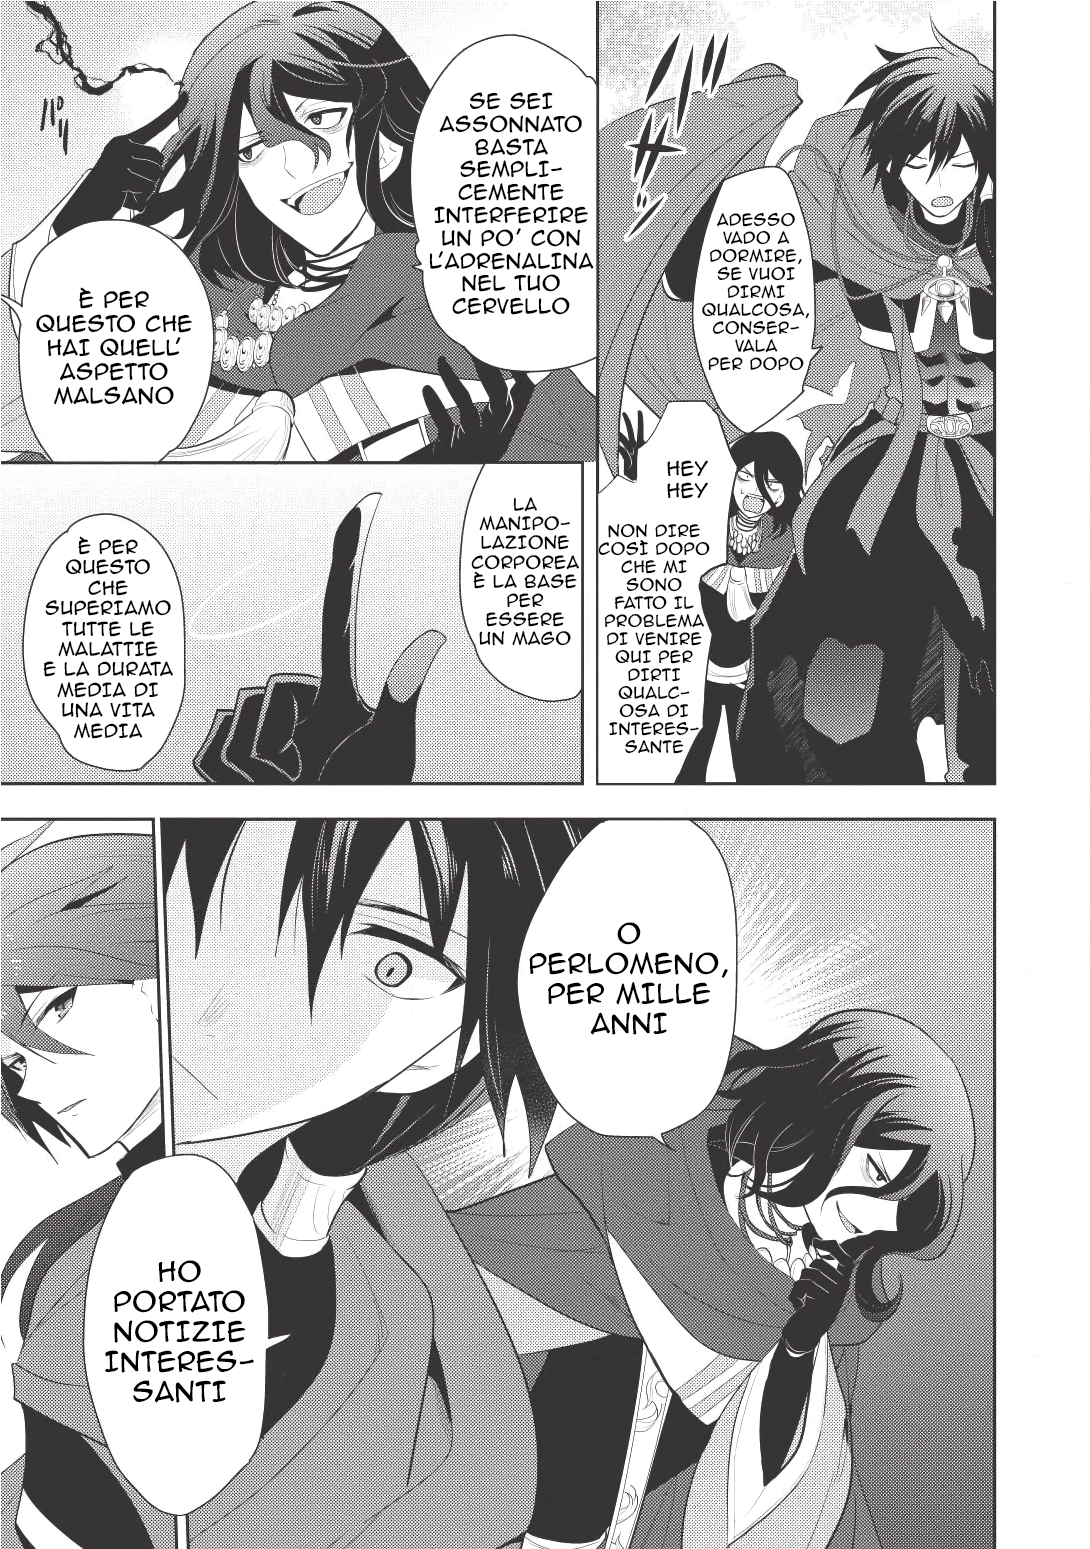 ADESSO
VADO A
DORMIRE,
SE VUOI
DIRMI
QUALCOSA,
CONSER-
VALA
PER DOPO
HEY
HEY
NON DIRE
COSÌ DOPO
CHE MI
SONO
FATTO IL
PROBLEMA
DI VENIRE
QUI PER
DIRTI
QUALC-
OSA DI
INTERES-
SANTE
SE SEI
ASSONNATO
BASTA
SEMPLI-
CEMENTE
INTERFERIRE
UN PO' CON
L'ADRENALINA
NEL TUO
CERVELLO
È PER
QUESTO CHE
HAI QUELL'
ASPETTO
MALSANO
LA
MANIPO-
LAZIONE
CORPOREA
È LA BASE
PER
ESSERE
UN MAGO
È PER
QUESTO
CHE
SUPERIAMO
TUTTE LE
MALATTIE
E LA DURATA
MEDIA DI
UNA VITA
MEDIA
O
PERLOMENO,
PER MILLE
ANNI
HO
PORTATO
NOTIZIE
INTERES-
SANTI